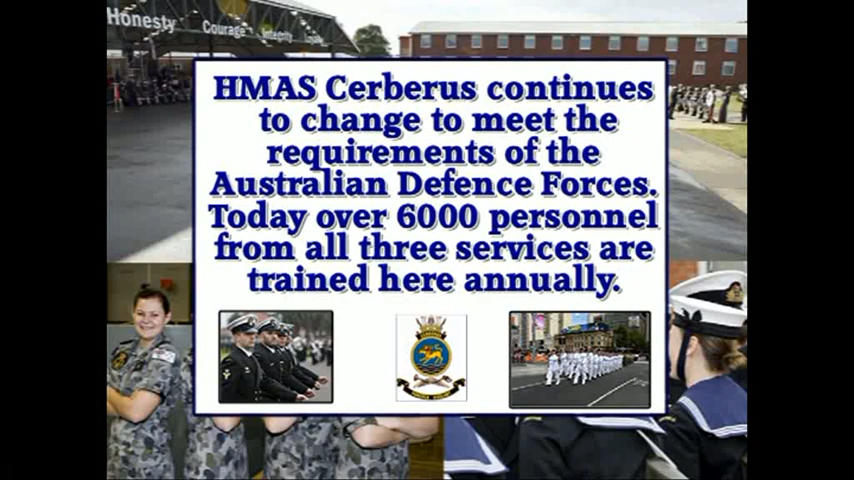 Honesty
Courage
Integrity
Loyalty
HMAS Cerberus continues
to change to meet the
requirements of the
Australian Defence Forces.
Today over 6000 personnel
from all three services are
trained here annually.
CERBERUS